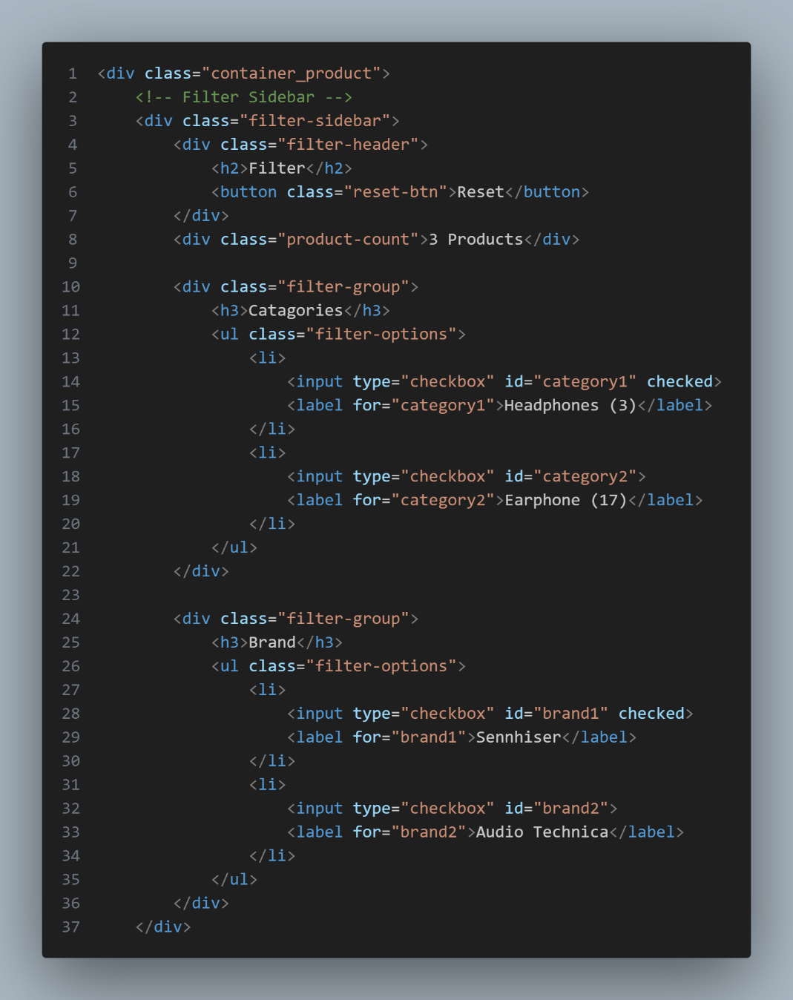 1 <div class="container_product">
2     <!-- Filter Sidebar -->
3     <div class="filter-sidebar">
4         <div class="filter-header">
5             <h2>Filter</h2>
6             <button class="reset-btn">Reset</button>
7         </div>
8         <div class="product-count">3 Products</div>
9
10         <div class="filter-group">
11             <h3>Catagories</h3>
12             <ul class="filter-options">
13                 <li>
14                     <input type="checkbox" id="category1" checked>
15                     <label for="category1">Headphones (3)</label>
16                 </li>
17                 <li>
18                     <input type="checkbox" id="category2">
19                     <label for="category2">Earphone (17)</label>
20                 </li>
21             </ul>
22         </div>
23
24         <div class="filter-group">
25             <h3>Brand</h3>
26             <ul class="filter-options">
27                 <li>
28                     <input type="checkbox" id="brand1" checked>
29                     <label for="brand1">Sennhiser</label>
30                 </li>
31                 <li>
32                     <input type="checkbox" id="brand2">
33                     <label for="brand2">Audio Technica</label>
34                 </li>
35             </ul>
36         </div>
37     </div>